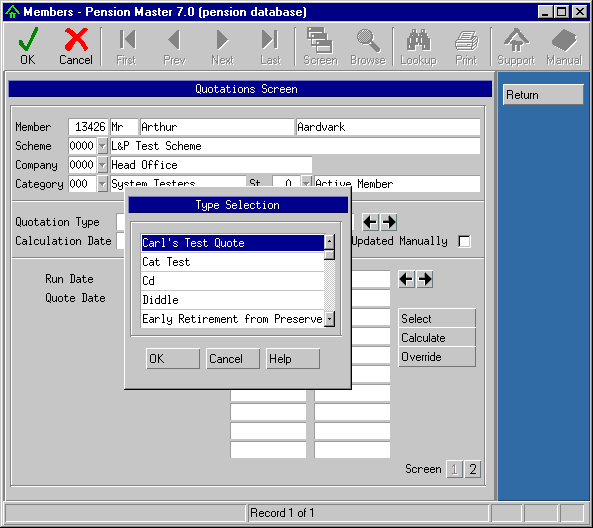 Members - Pension Master 7.0 (pension database)
OK Cancel First Prev Next Last Screen Browse Lookup Print Support Manual
Quotations Screen
Return
Member 13426 Mr Arthur Aardvark
Scheme 0000 L&P Test Scheme
Company 0000 Head Office
Category 000 System Testers St 0 Active Member
Type Selection
Quotation Type
Calculation Date Updated Manually
Carl's Test Quote
Cat Test
Cd
Diddle
Early Retirement from Preserve
Run Date
Quote Date
Select
Calculate
Override
OK Cancel Help
Screen 1 2
Record 1 of 1